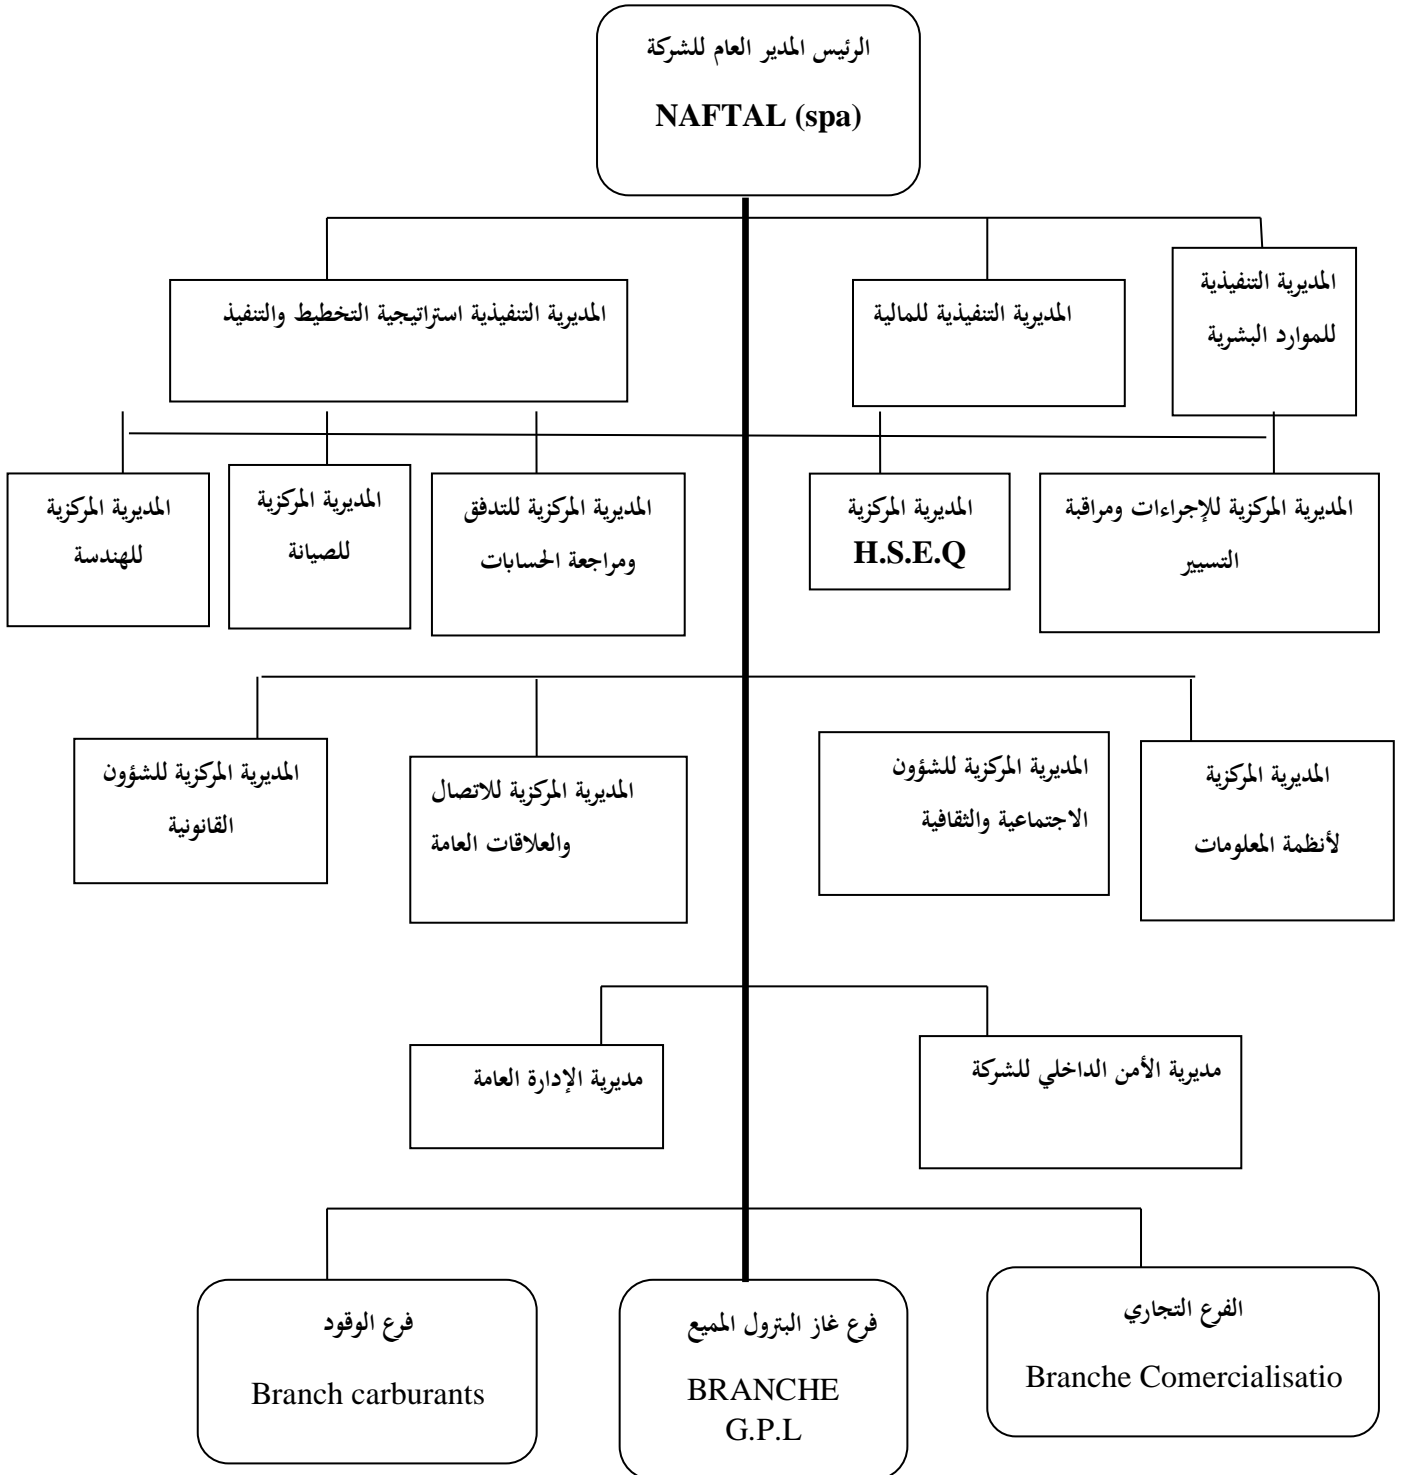 الرئيس المدير العام للشركة
NAFTAL (spa)
المديرية التنفيذية
للموارد البشرية
المديرية التنفيذية للمالية
المديرية التنفيذية استراتيجية التخطيط والتنفيذ
المديرية المركزية للإجراءات ومراقبة
التسيير
المديرية المركزية
H.S.E.Q
المديرية المركزية للتدفق
ومراجعة الحسابات
المديرية المركزية
للصيانة
المديرية المركزية
للهندسة
المديرية المركزية
لأنظمة المعلومات
المديرية المركزية للشؤون
الاجتماعية والثقافية
المديرية المركزية للاتصال
والعلاقات العامة
المديرية المركزية للشؤون
القانونية
مديرية الأمن الداخلي للشركة
مديرية الإدارة العامة
الفرع التجاري
Branche Comercialisatio
فرع غاز البترول المميع
BRANCHE
G.P.L
فرع الوقود
Branch carburants